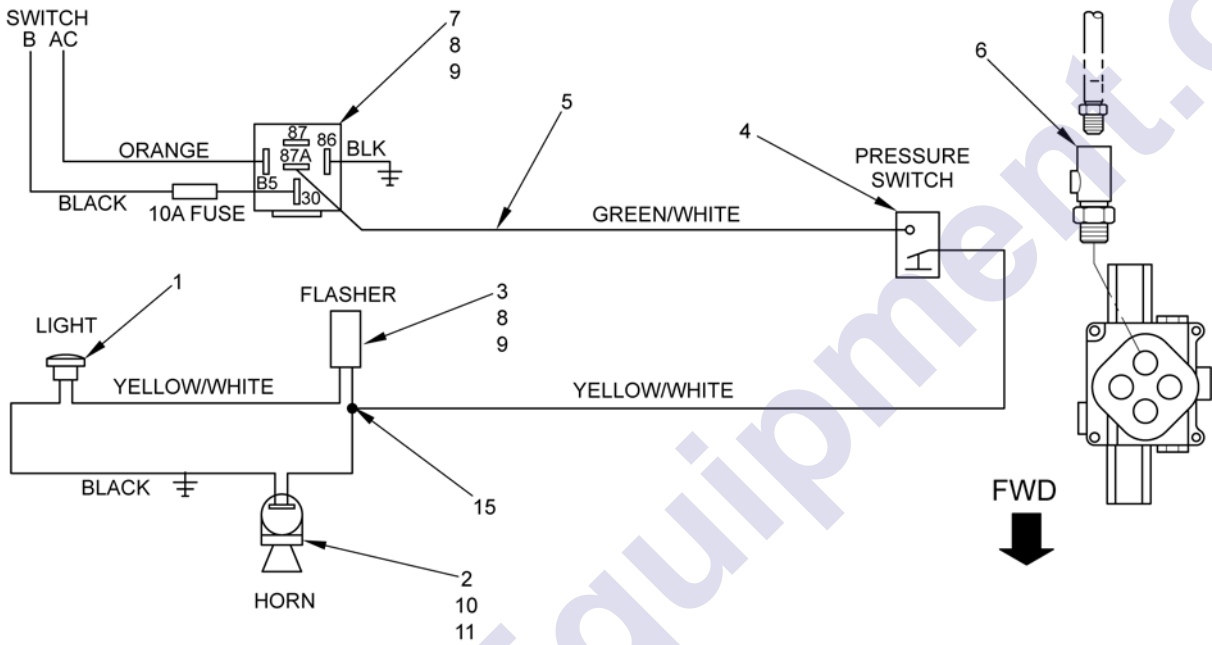 SWITCH
B AC
7
8
9
6
5
4
87
86
87A
ORANGE
BLK
B5
30
BLACK
10A FUSE
PRESSURE
SWITCH
GREEN/WHITE
1
FLASHER
3
8
9
LIGHT
YELLOW/WHITE
YELLOW/WHITE
BLACK
15
FWD
2
10
11
HORN
equipment.c